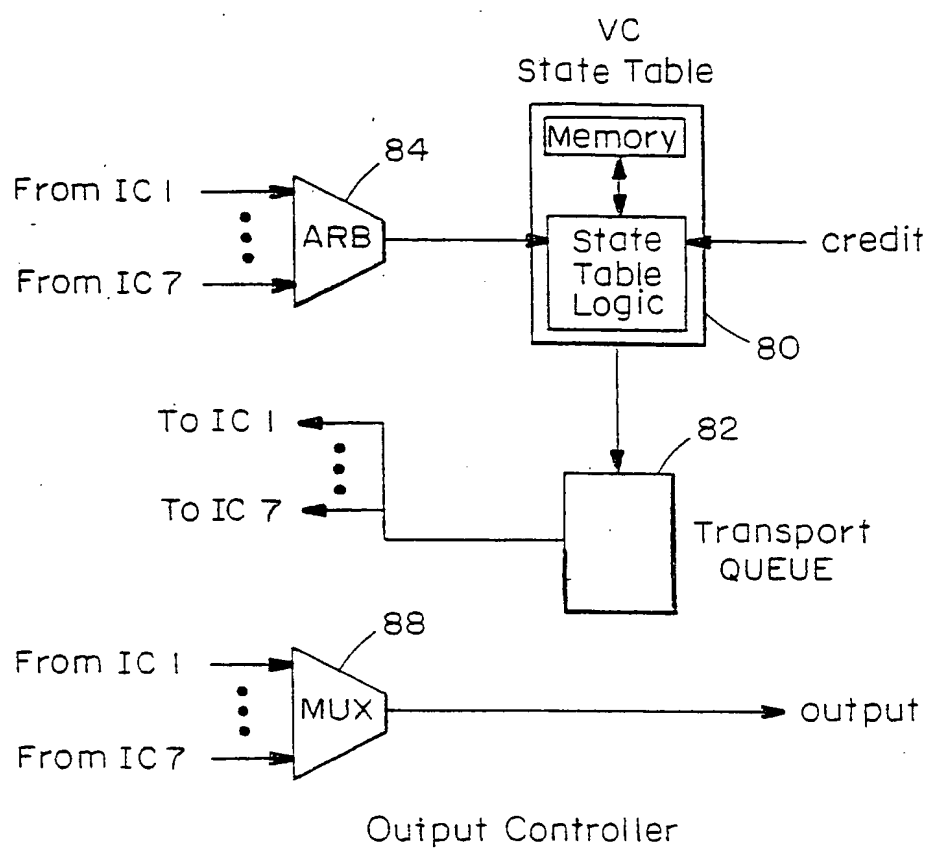 VC
State Table
Memory
84
From IC 1
ARB
State
Table
Logic
credit
From IC 7
80
To IC 1
82
To IC 7
Transport
QUEUE
88
From IC 1
MUX
output
From IC 7
Output Controller